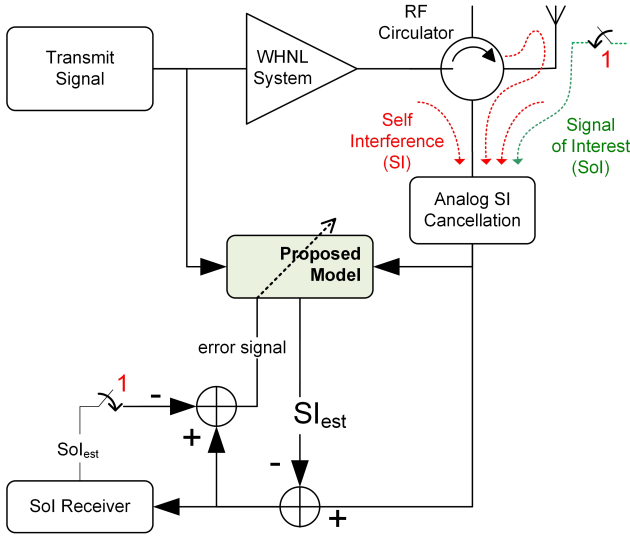 Transmit
Signal
WHNL
System
RF
Circulator
1
Self
Interference
(SI)
Signal
of Interest
(SoI)
Analog SI
Cancellation
Proposed
Model
error signal
1
-
+
SIest
SoIest
-
SoI Receiver
+